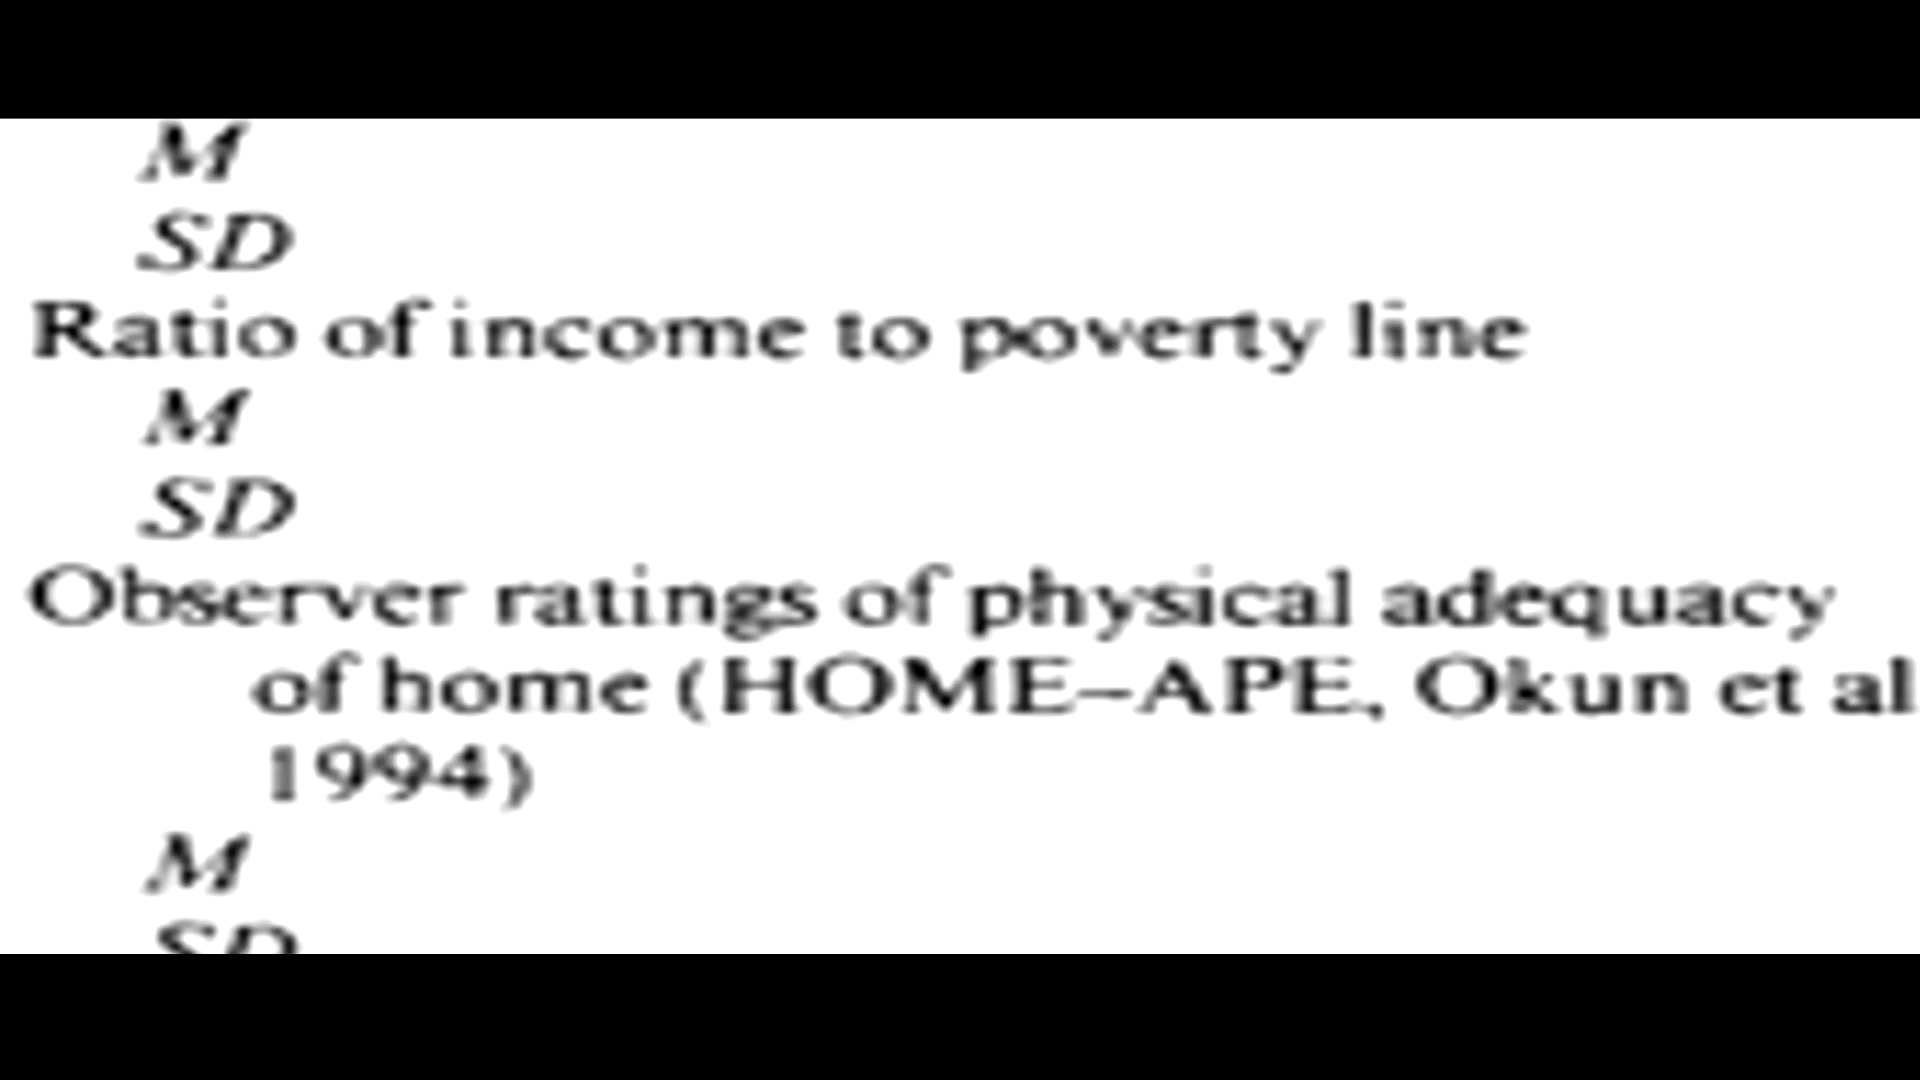 M
SD
Ratio of income to poverty line
M
SD
Observer ratings of physical adequacy
of home (HOME–APE, Okun et al
1994)
M
SD